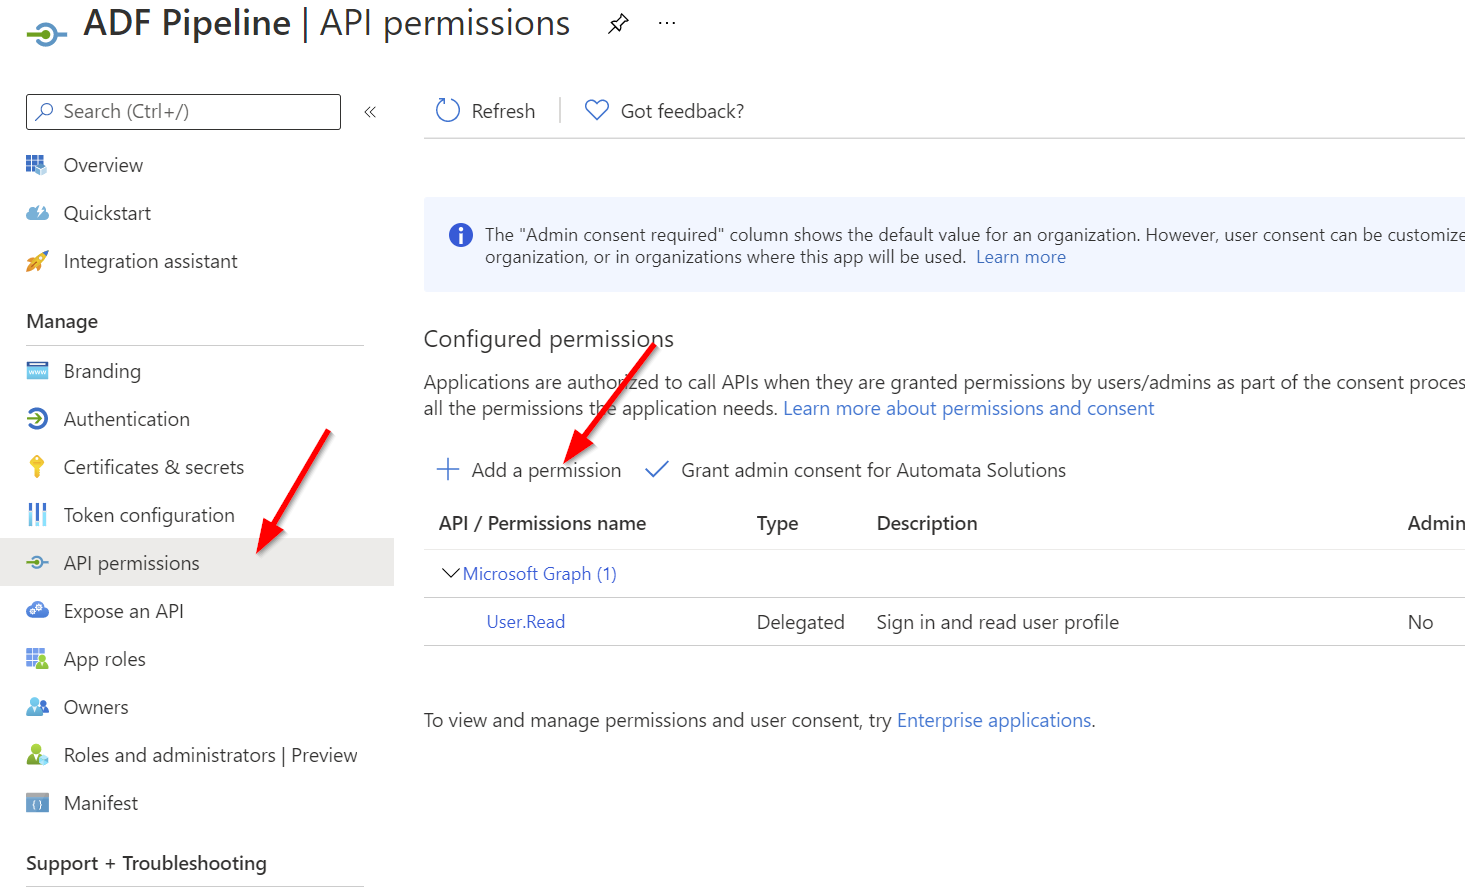 ADF Pipeline | API permissions
Search (Ctrl+/)
Refresh
Got feedback?
Overview
Quickstart
Integration assistant
Manage
Branding
Authentication
Certificates & secrets
Token configuration
API permissions
Expose an API
App roles
Owners
Roles and administrators | Preview
Manifest
Support + Troubleshooting
The "Admin consent required" column shows the default value for an organization. However, user consent can be customize
organization, or in organizations where this app will be used. Learn more
Configured permissions
Applications are authorized to call APIs when they are granted permissions by users/admins as part of the consent proces
all the permissions the application needs. Learn more about permissions and consent
Add a permission
Grant admin consent for Automata Solutions
API / Permissions name Type Description Admin
Microsoft Graph (1)
User.Read Delegated Sign in and read user profile No
To view and manage permissions and user consent, try Enterprise applications.